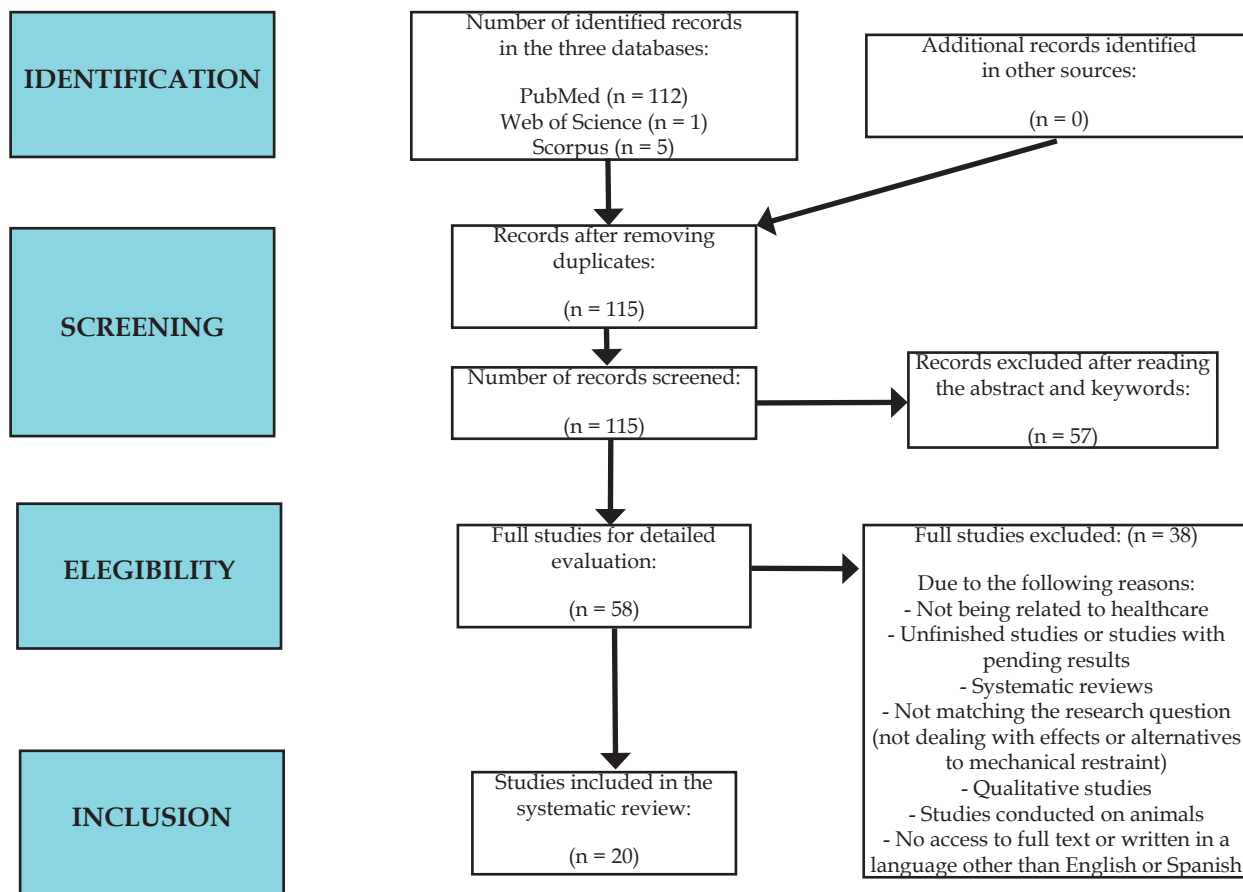 IDENTIFICATION
Number of identified records
in the three databases:
PubMed (n = 112)
Web of Science (n = 1)
Scorpus (n = 5)
Additional records identified
in other sources:
(n = 0)
SCREENING
Records after removing
duplicates:
(n = 115)
Number of records screened:
(n = 115)
Records excluded after reading
the abstract and keywords:
(n = 57)
ELEGIBILITY
Full studies for detailed
evaluation:
(n = 58)
Full studies excluded: (n = 38)
Due to the following reasons:
- Not being related to healthcare
- Unfinished studies or studies with
pending results
- Systematic reviews
- Not matching the research question
(not dealing with effects or alternatives
to mechanical restraint)
- Qualitative studies
- Studies conducted on animals
- No access to full text or written in a
language other than English or Spanish
INCLUSION
Studies included in the
systematic review:
(n = 20)